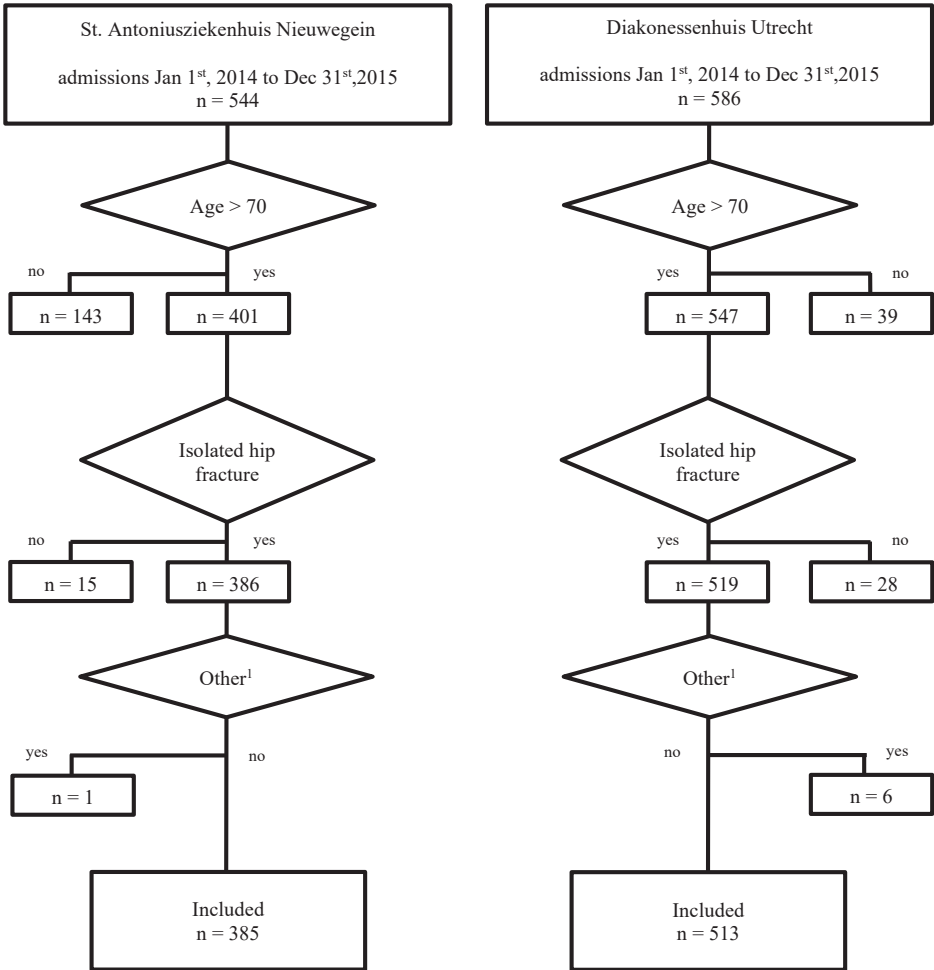 St. Antoniusziekenhuis Nieuwegein
admissions Jan 1st, 2014 to Dec 31st,2015
n = 544
Age > 70
no
yes
n = 143
n = 401
Isolated hip
fracture
no
yes
n = 15
n = 386
Other1
yes
no
n = 1
Included
n = 385
Diakonessenhuis Utrecht
admissions Jan 1st, 2014 to Dec 31st,2015
n = 586
Age > 70
yes
no
n = 547
n = 39
Isolated hip
fracture
yes
no
n = 519
n = 28
Other1
no
yes
n = 6
Included
n = 513